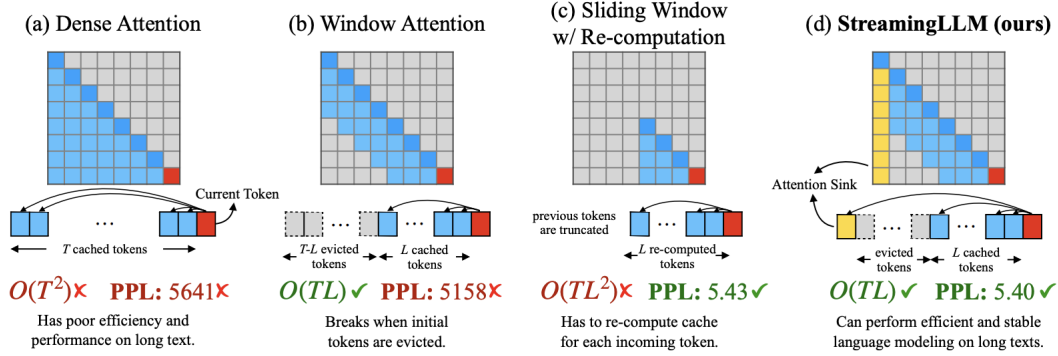 (a) Dense Attention
Current Token
...
T cached tokens
O(T²)✗ PPL: 5641✗
Has poor efficiency and
performance on long text.
(b) Window Attention
...
...
T-L evicted
tokens
L cached
tokens
O(TL)✓ PPL: 5158✗
Breaks when initial
tokens are evicted.
(c) Sliding Window
w/ Re-computation
previous tokens
are truncated
...
L re-computed
tokens
O(TL²)✗ PPL: 5.43✓
Has to re-compute cache
for each incoming token.
(d) StreamingLLM (ours)
Attention Sink
...
...
evicted
tokens
L cached
tokens
O(TL)✓ PPL: 5.40✓
Can perform efficient and stable
language modeling on long texts.